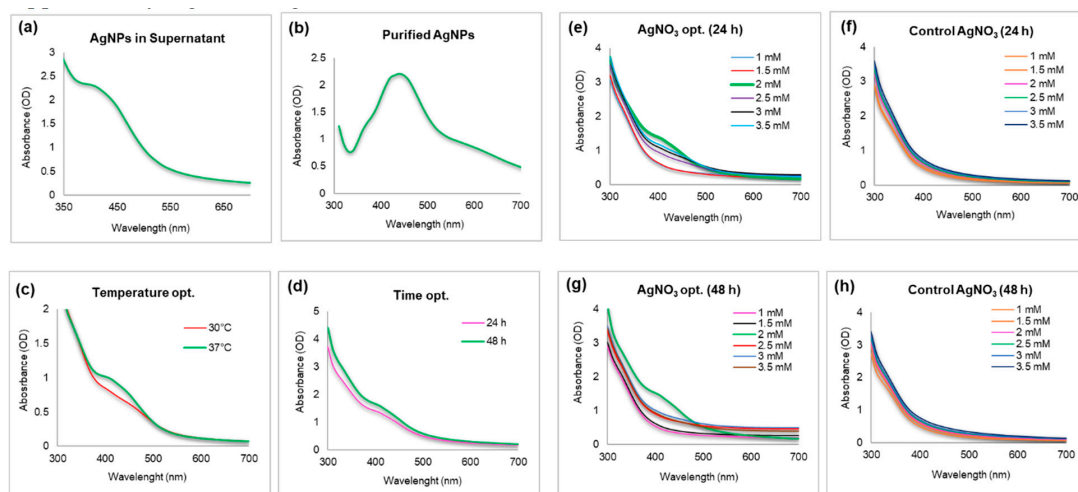 (a)
AgNPs in Supernatant
Absorbance (OD)
3
2.5
2
1.5
1
0.5
0
350 450 550 650
Wavelength (nm)
(b)
Purified AgNPs
Absorbance (OD)
2.5
2
1.5
1
0.5
0
300 400 500 600 700
Wavelength (nm)
(e)
AgNO3 opt. (24 h)
Absorbance (OD)
4
3
2
1
0
1 mM
1.5 mM
2 mM
2.5 mM
3 mM
3.5 mM
300 400 500 600 700
Wavelength (nm)
(f)
Control AgNO3 (24 h)
Absorbance (OD)
4
3
2
1
0
1 mM
1.5 mM
2 mM
2.5 mM
3 mM
3.5 mM
300 400 500 600 700
Wavelength (nm)
(c)
Temperature opt.
Abosrbance (OD)
2
1.5
1
0.5
0
30°C
37°C
300 400 500 600 700
Wavelenght (nm)
(d)
Time opt.
Absorbance (OD)
5
4
3
2
1
0
24 h
48 h
300 400 500 600 700
Wavelength (nm)
(g)
AgNO3 opt. (48 h)
Absorbance (OD)
4
3
2
1
0
1 mM
1.5 mM
2 mM
2.5 mM
3 mM
3.5 mM
300 400 500 600 700
Wavelength (nm)
(h)
Control AgNO3 (48 h)
Absorbance (OD)
4
3
2
1
0
1 mM
1.5 mM
2 mM
2.5 mM
3 mM
3.5 mM
300 400 500 600 700
Wavelength (nm)